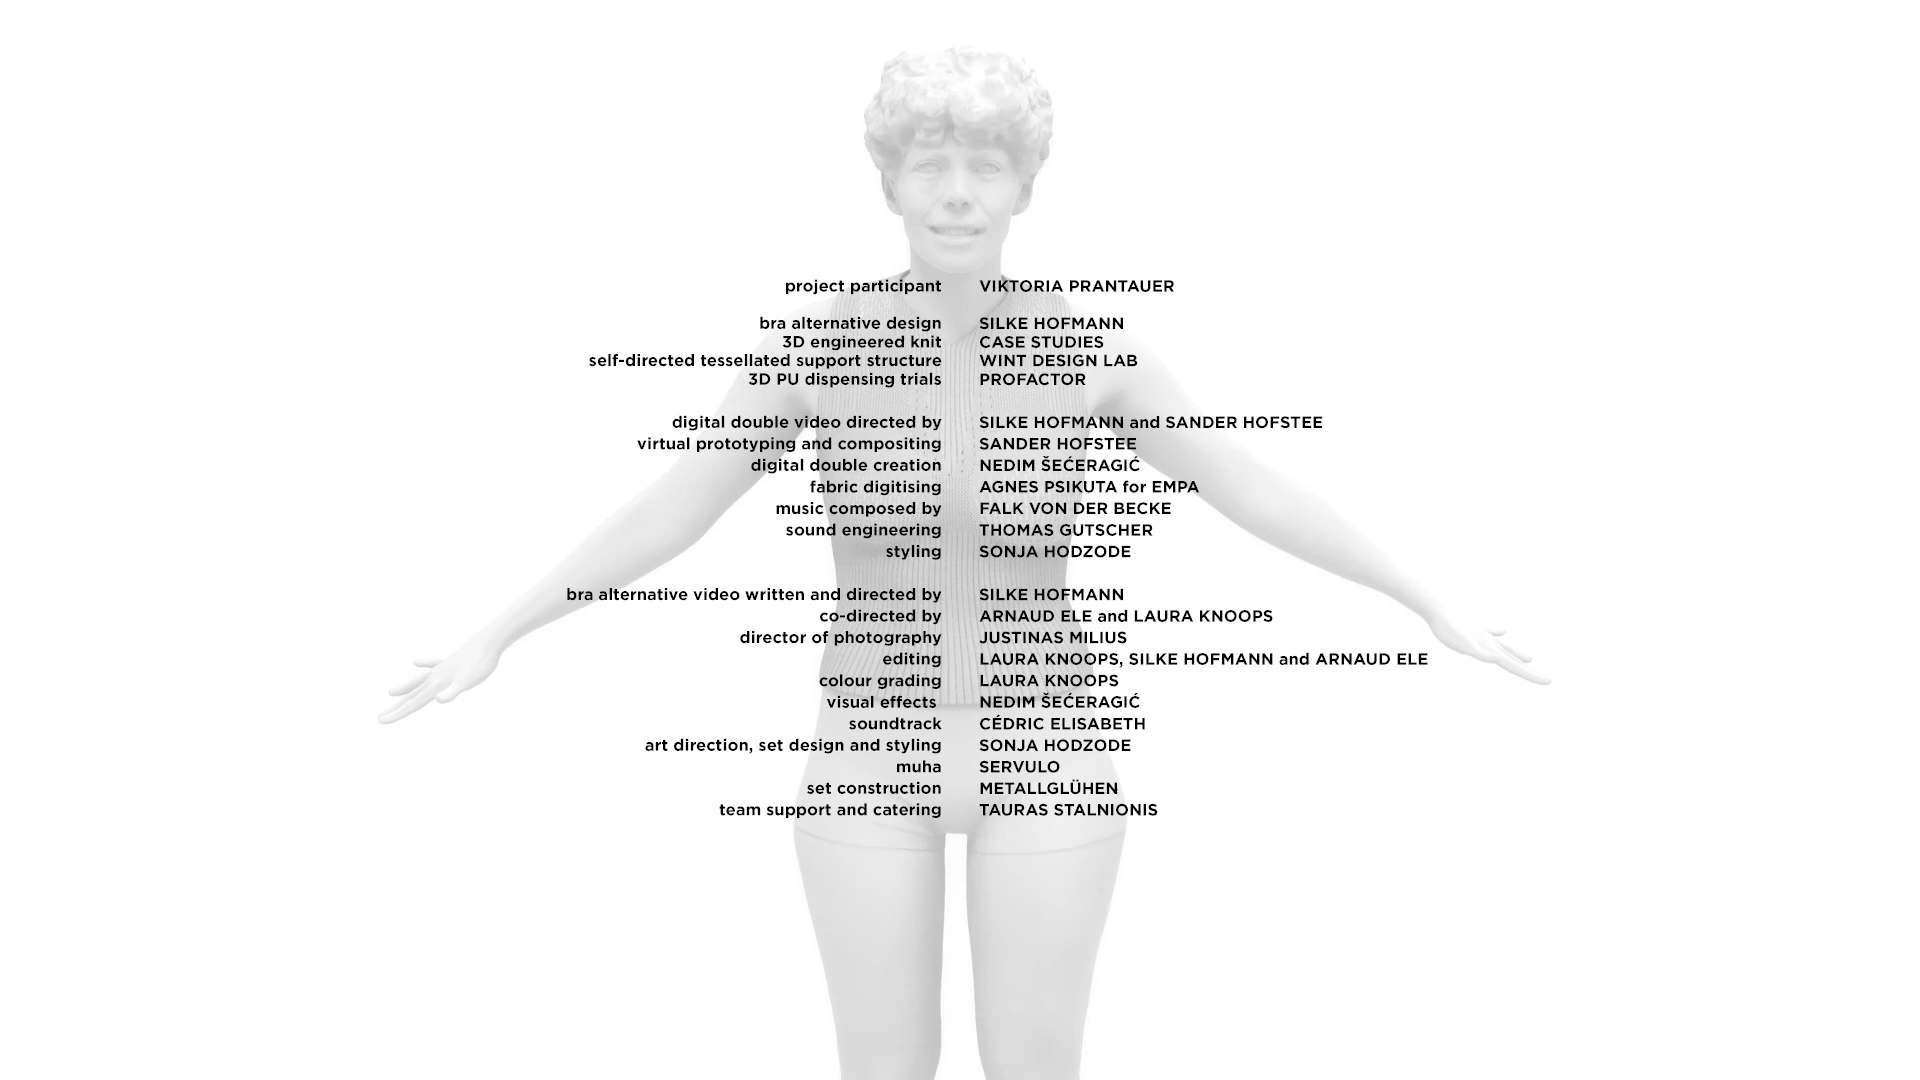 project participant VIKTORIA PRANTAUER
bra alternative design SILKE HOFMANN
3D engineered knit CASE STUDIES
self-directed tessellated support structure WINT DESIGN LAB
3D PU dispensing trials PROFACTOR
digital double video directed by SILKE HOFMANN and SANDER HOFSTEE
virtual prototyping and compositing SANDER HOFSTEE
digital double creation NEDIM ŠEĆERAGIĆ
fabric digitising AGNES PSIKUTA for EMPA
music composed by FALK VON DER BECKE
sound engineering THOMAS GUTSCHER
styling SONJA HODZODE
bra alternative video written and directed by SILKE HOFMANN
co-directed by ARNAUD ELE and LAURA KNOOPS
director of photography JUSTINAS MILIUS
editing LAURA KNOOPS, SILKE HOFMANN and ARNAUD ELE
colour grading LAURA KNOOPS
visual effects NEDIM ŠEĆERAGIĆ
soundtrack CÉDRIC ELISABETH
art direction, set design and styling SONJA HODZODE
muha SERVULO
set construction METALLGLÜHEN
team support and catering TAURAS STALNIONIS